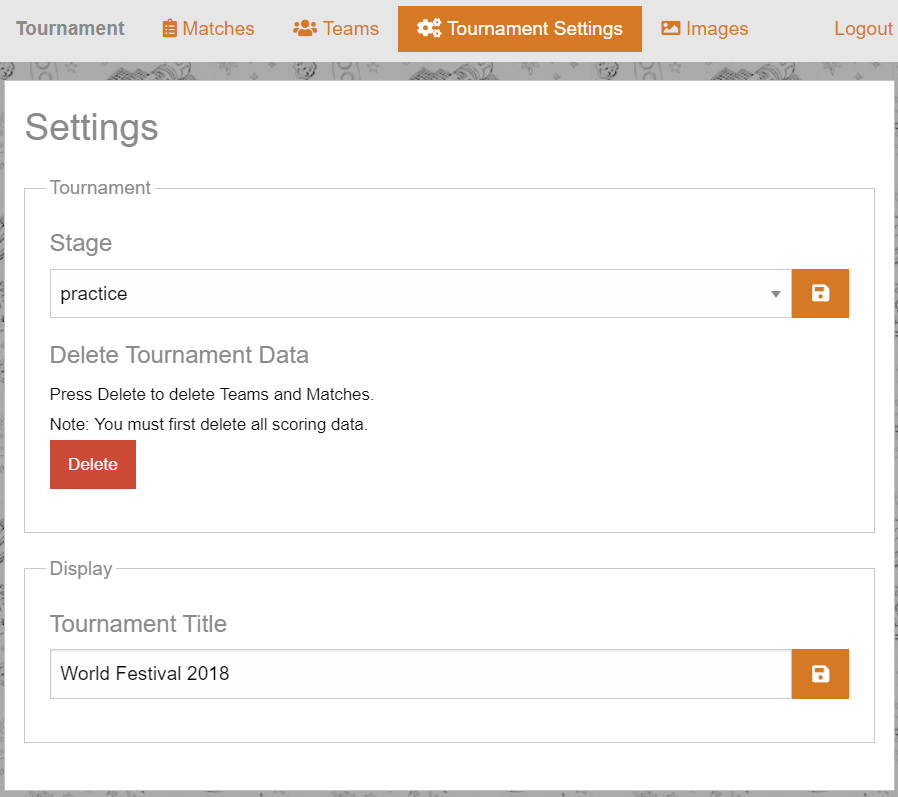 Tournament Matches Teams Tournament Settings Images Logout
Settings
Tournament
Stage
practice
Delete Tournament Data
Press Delete to delete Teams and Matches.
Note: You must first delete all scoring data.
Delete
Display
Tournament Title
World Festival 2018